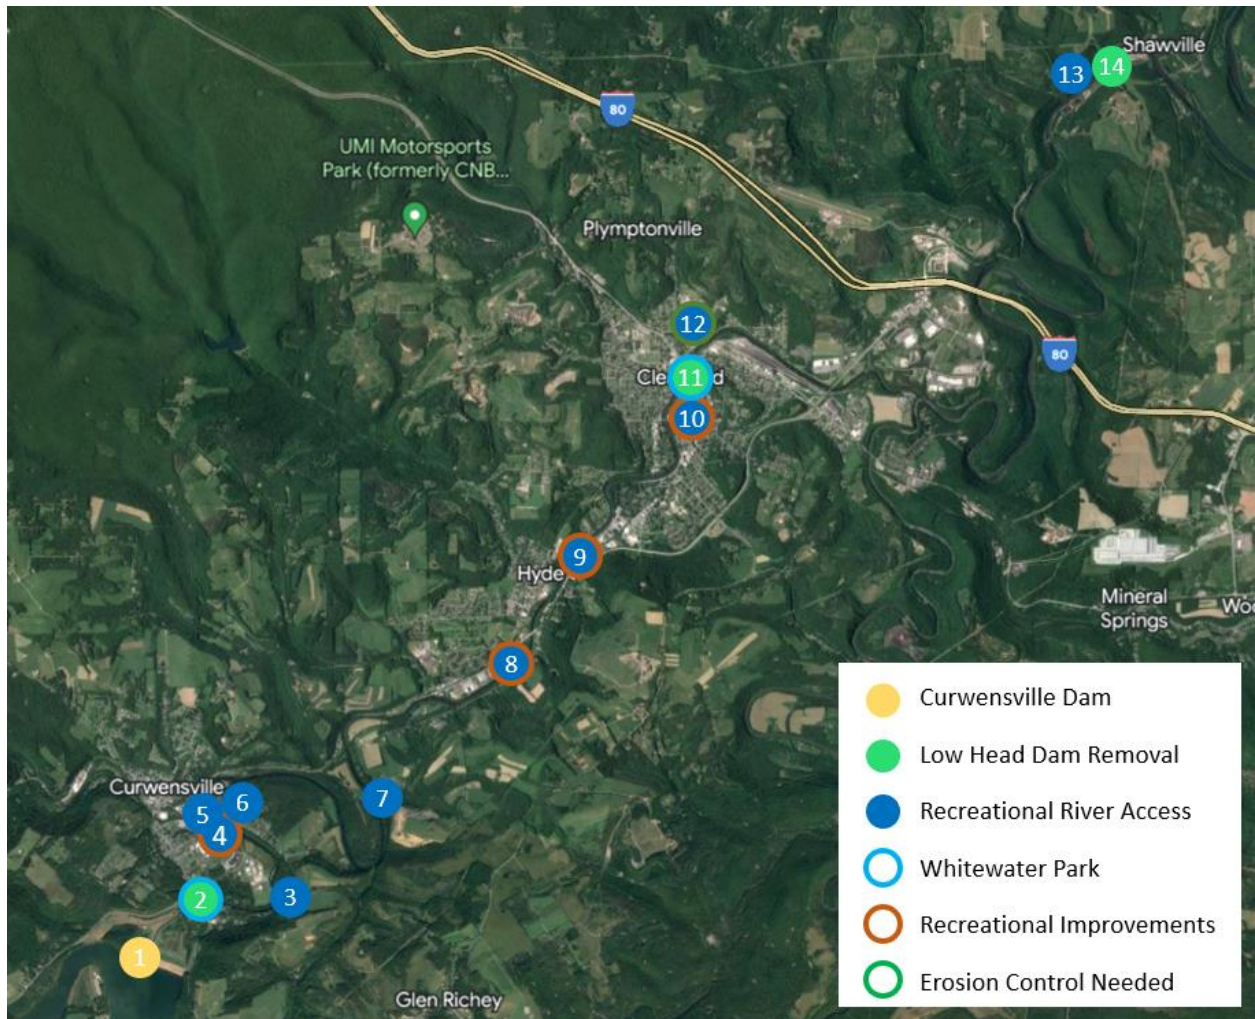 Shawville
13
14
80
UMI Motorsports
Park (formerly CNB...
Plymptonville
12
80
11
10
9
Hyde
Mineral
Springs
8
Curwensville
7
6
5
4
3
2
1
Glen Richey
Curwensville Dam
Low Head Dam Removal
Recreational River Access
Whitewater Park
Recreational Improvements
Erosion Control Needed